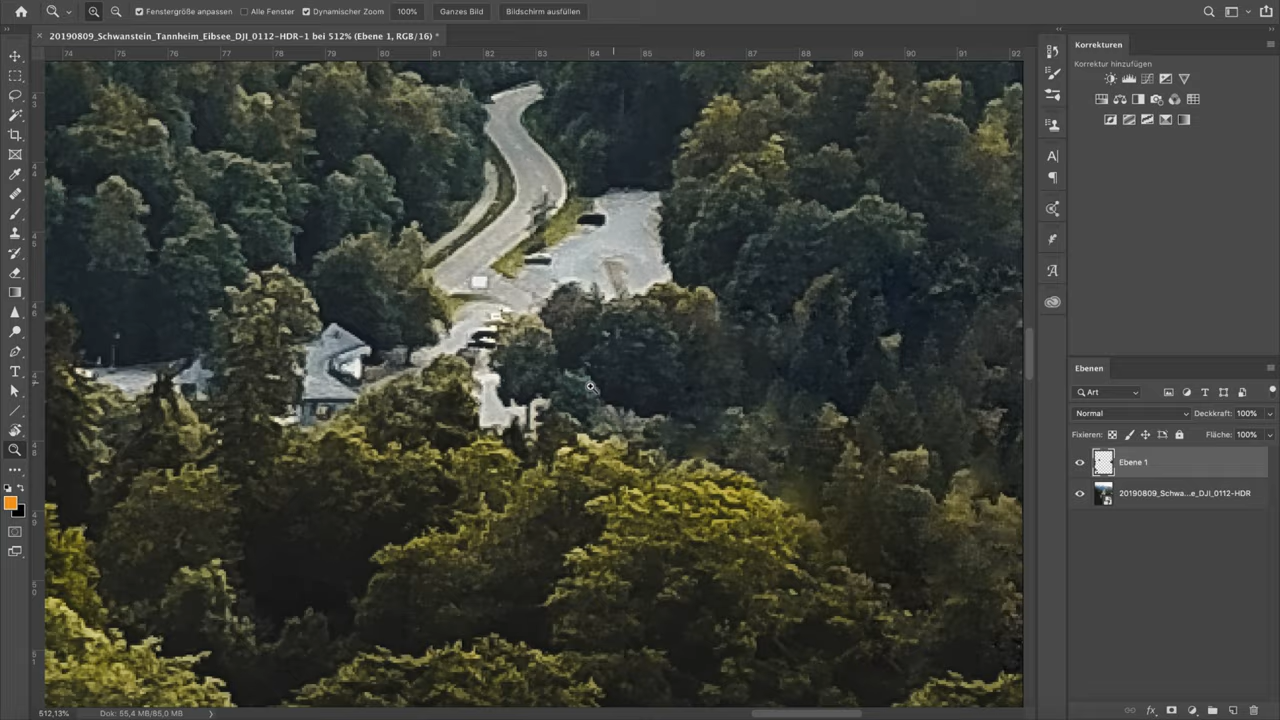 Fenstergröße anpassen
Alle Fenster
Dynamischer Zoom
100%
Ganzes Bild
Bildschirm ausfüllen
20190809_Schwanstein_Tannheim_Eibsee_DJI_0112-HDR-1 bei 512% (Ebene 1, RGB/16) *
74 75 76 77 78 79 80 81 82 83 84 85 86 87 88 89 90 91 92
Korrekturen
Korrektur hinzufügen
Ebenen
Art
Normal
Deckkraft: 100%
Fixieren:
Fläche: 100%
Ebene 1
20190809_Schwa...e_DJI_0112-HDR
512,13%
Dok: 55,4 MB/85,0 MB